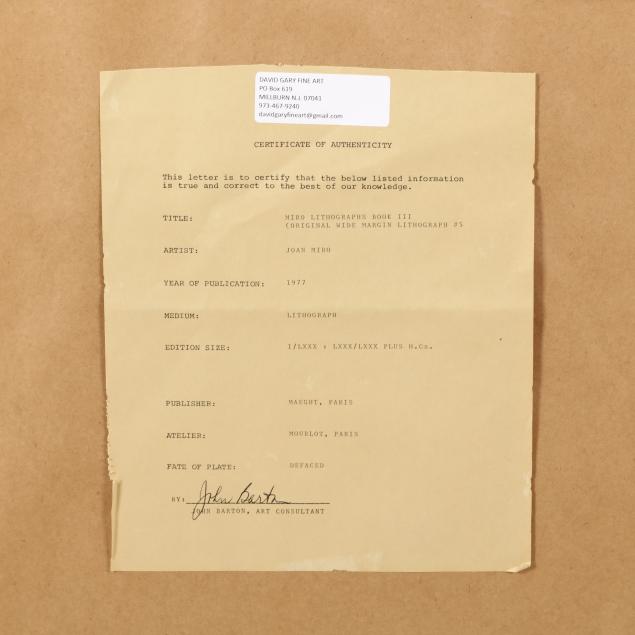 DAVID GARY FINE ART
PO Box 619
MILLBURN N.J. 07041
973-467-9240
davidgaryfineart@gmail.com
CERTIFICATE OF AUTHENTICITY
This letter is to certify that the below listed information
is true and correct to the best of our knowledge.
TITLE: MIRO LITHOGRAPHS BOOK III
(ORIGINAL WIDE MARGIN LITHOGRAPH #5
ARTIST: JOAN MIRO
YEAR OF PUBLICATION: 1977
MEDIUM: LITHOGRAPH
EDITION SIZE: I/LXXX : LXXX/LXXX PLUS H.Cs.
PUBLISHER: MAEGHT, PARIS
ATELIER: MOURLOT, PARIS
FATE OF PLATE: DEFACED
BY: John Barton
JOHN BARTON, ART CONSULTANT